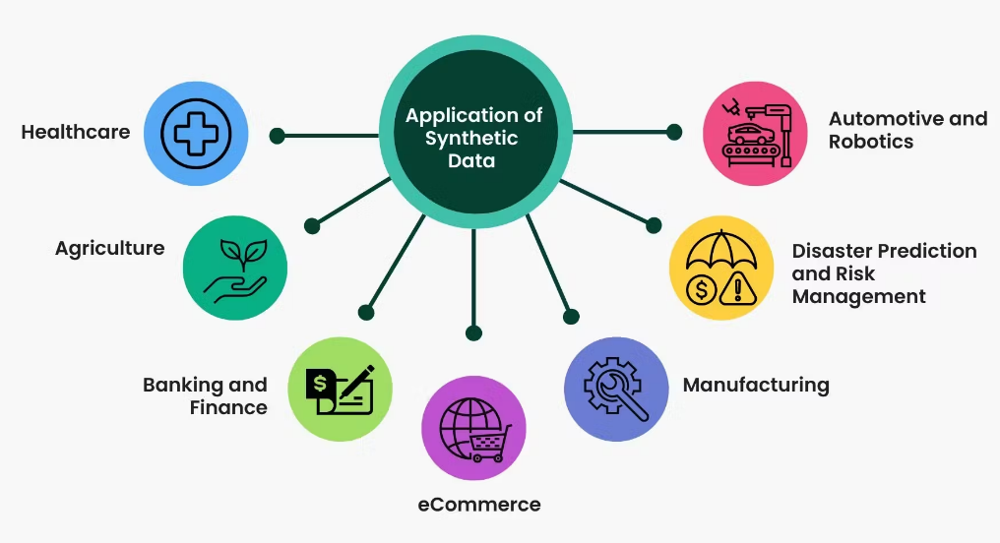 Application of
Synthetic
Data
Healthcare
Agriculture
Banking and
Finance
eCommerce
Manufacturing
Disaster Prediction
and Risk
Management
Automotive and
Robotics
$
$
!